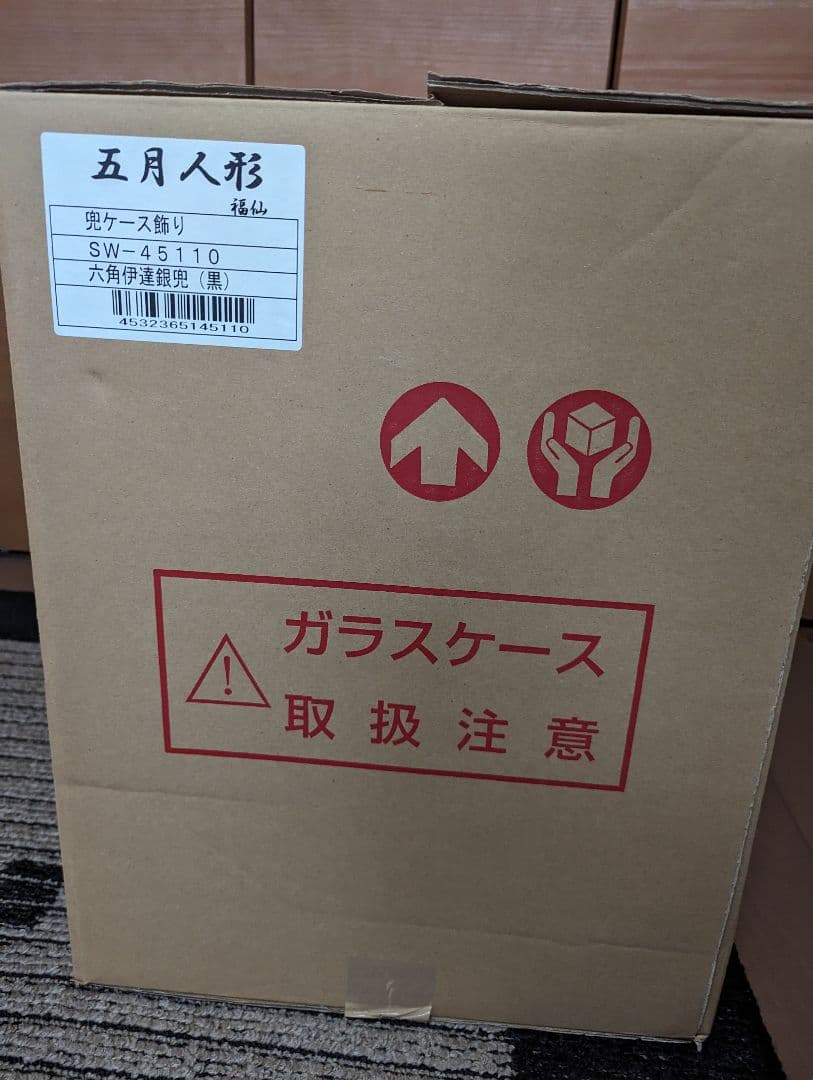 五月人形
福仙
兜ケース飾り
SW-45110
六角伊達銀兜（黒）
4532365145110
ガラスケース
取扱注意